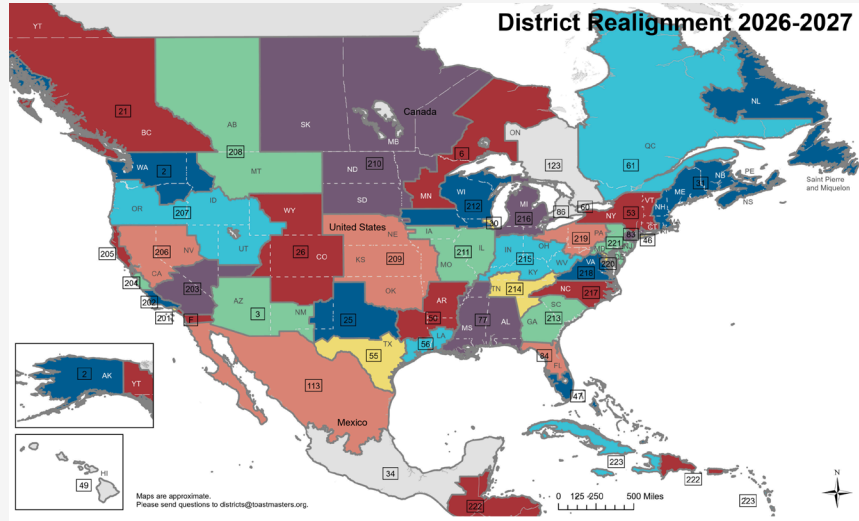 District Realignment 2026-2027
YT
21
BC
AB
208
SK
MB
Canada
ON
123
QC
61
NL
Saint Pierre
and Miquelon
WA
2
MT
ND
210
6
MN
WI
212
MI
216
86
60
NY
53
VT
NH
ME
NB
PE
NS
OR
207
ID
WY
SD
United States
NE
IA
30
IL
211
MO
IN
215
OH
KY
WV
PA
219
221
83
46
CT
205
206
NV
CA
UT
26
CO
KS
209
OK
VA
218
220
204
203
202
201
F
AZ
3
NM
25
TX
55
AR
50
LA
56
MS
77
AL
TN
214
NC
217
SC
213
GA
84
FL
47
113
Mexico
34
222
223
222
223
2
AK
YT
HI
49
Maps are approximate.
Please send questions to districts@toastmasters.org.
0 125 250 500 Miles
N